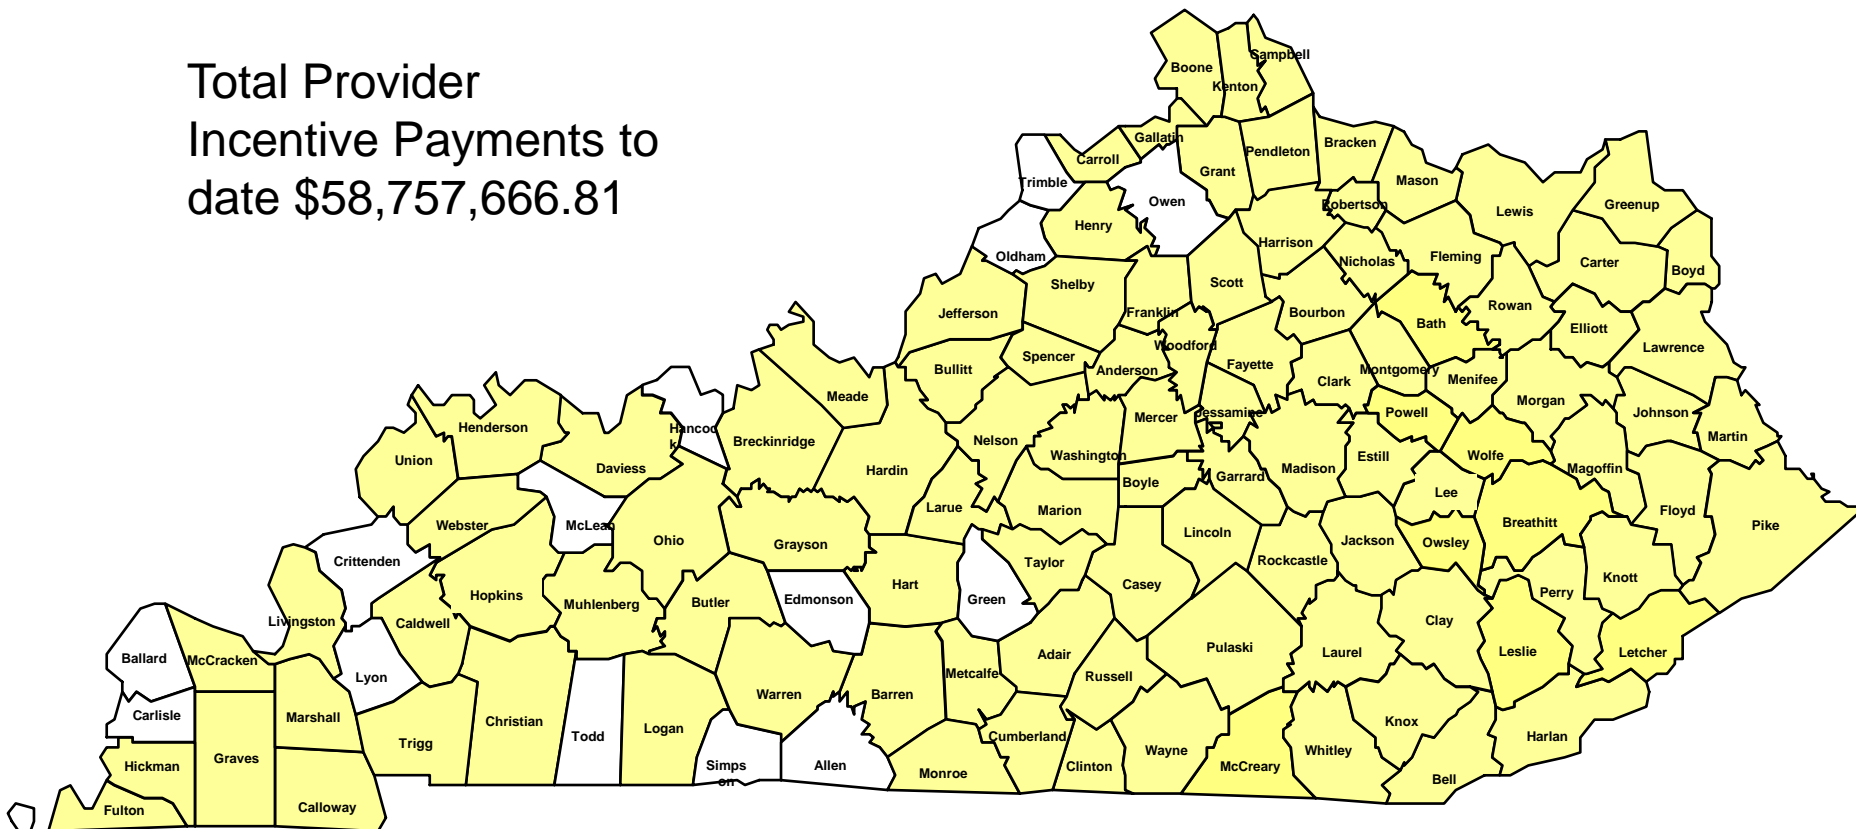 Total Provider
Incentive Payments to
date $58,757,666.81
Campbell
Boone
Kenton
Gallatin
Carroll
Grant
Pendleton
Bracken
Trimble
Owen
Mason
Robertson
Lewis
Greenup
Henry
Harrison
Oldham
Nicholas
Fleming
Carter
Boyd
Shelby
Scott
Jefferson
Franklin
Bourbon
Bath
Rowan
Elliott
Lawrence
Woodford
Spencer
Bullitt
Anderson
Fayette
Clark
Montgomery
Menifee
Meade
Morgan
Johnson
Martin
Henderson
Hancoc
k
Breckinridge
Nelson
Mercer
Jessamine
Powell
Union
Daviess
Hardin
Washington
Madison
Estill
Wolfe
Magoffin
Boyle
Garrard
Lee
Larue
Marion
Lincoln
Webster
McLean
Ohio
Grayson
Breathitt
Floyd
Pike
Jackson
Owsley
Crittenden
Hart
Taylor
Casey
Rockcastle
Knott
Perry
Hopkins
Muhlenberg
Butler
Edmonson
Green
Livingston
Caldwell
Clay
Adair
Pulaski
Laurel
Leslie
Letcher
Ballard
McCracken
Lyon
Metcalfe
Russell
Carlisle
Marshall
Christian
Warren
Barren
Knox
Trigg
Todd
Logan
Cumberland
Wayne
Whitley
Harlan
Hickman
Graves
Simps
on
Allen
Monroe
Clinton
McCreary
Bell
Fulton
Calloway